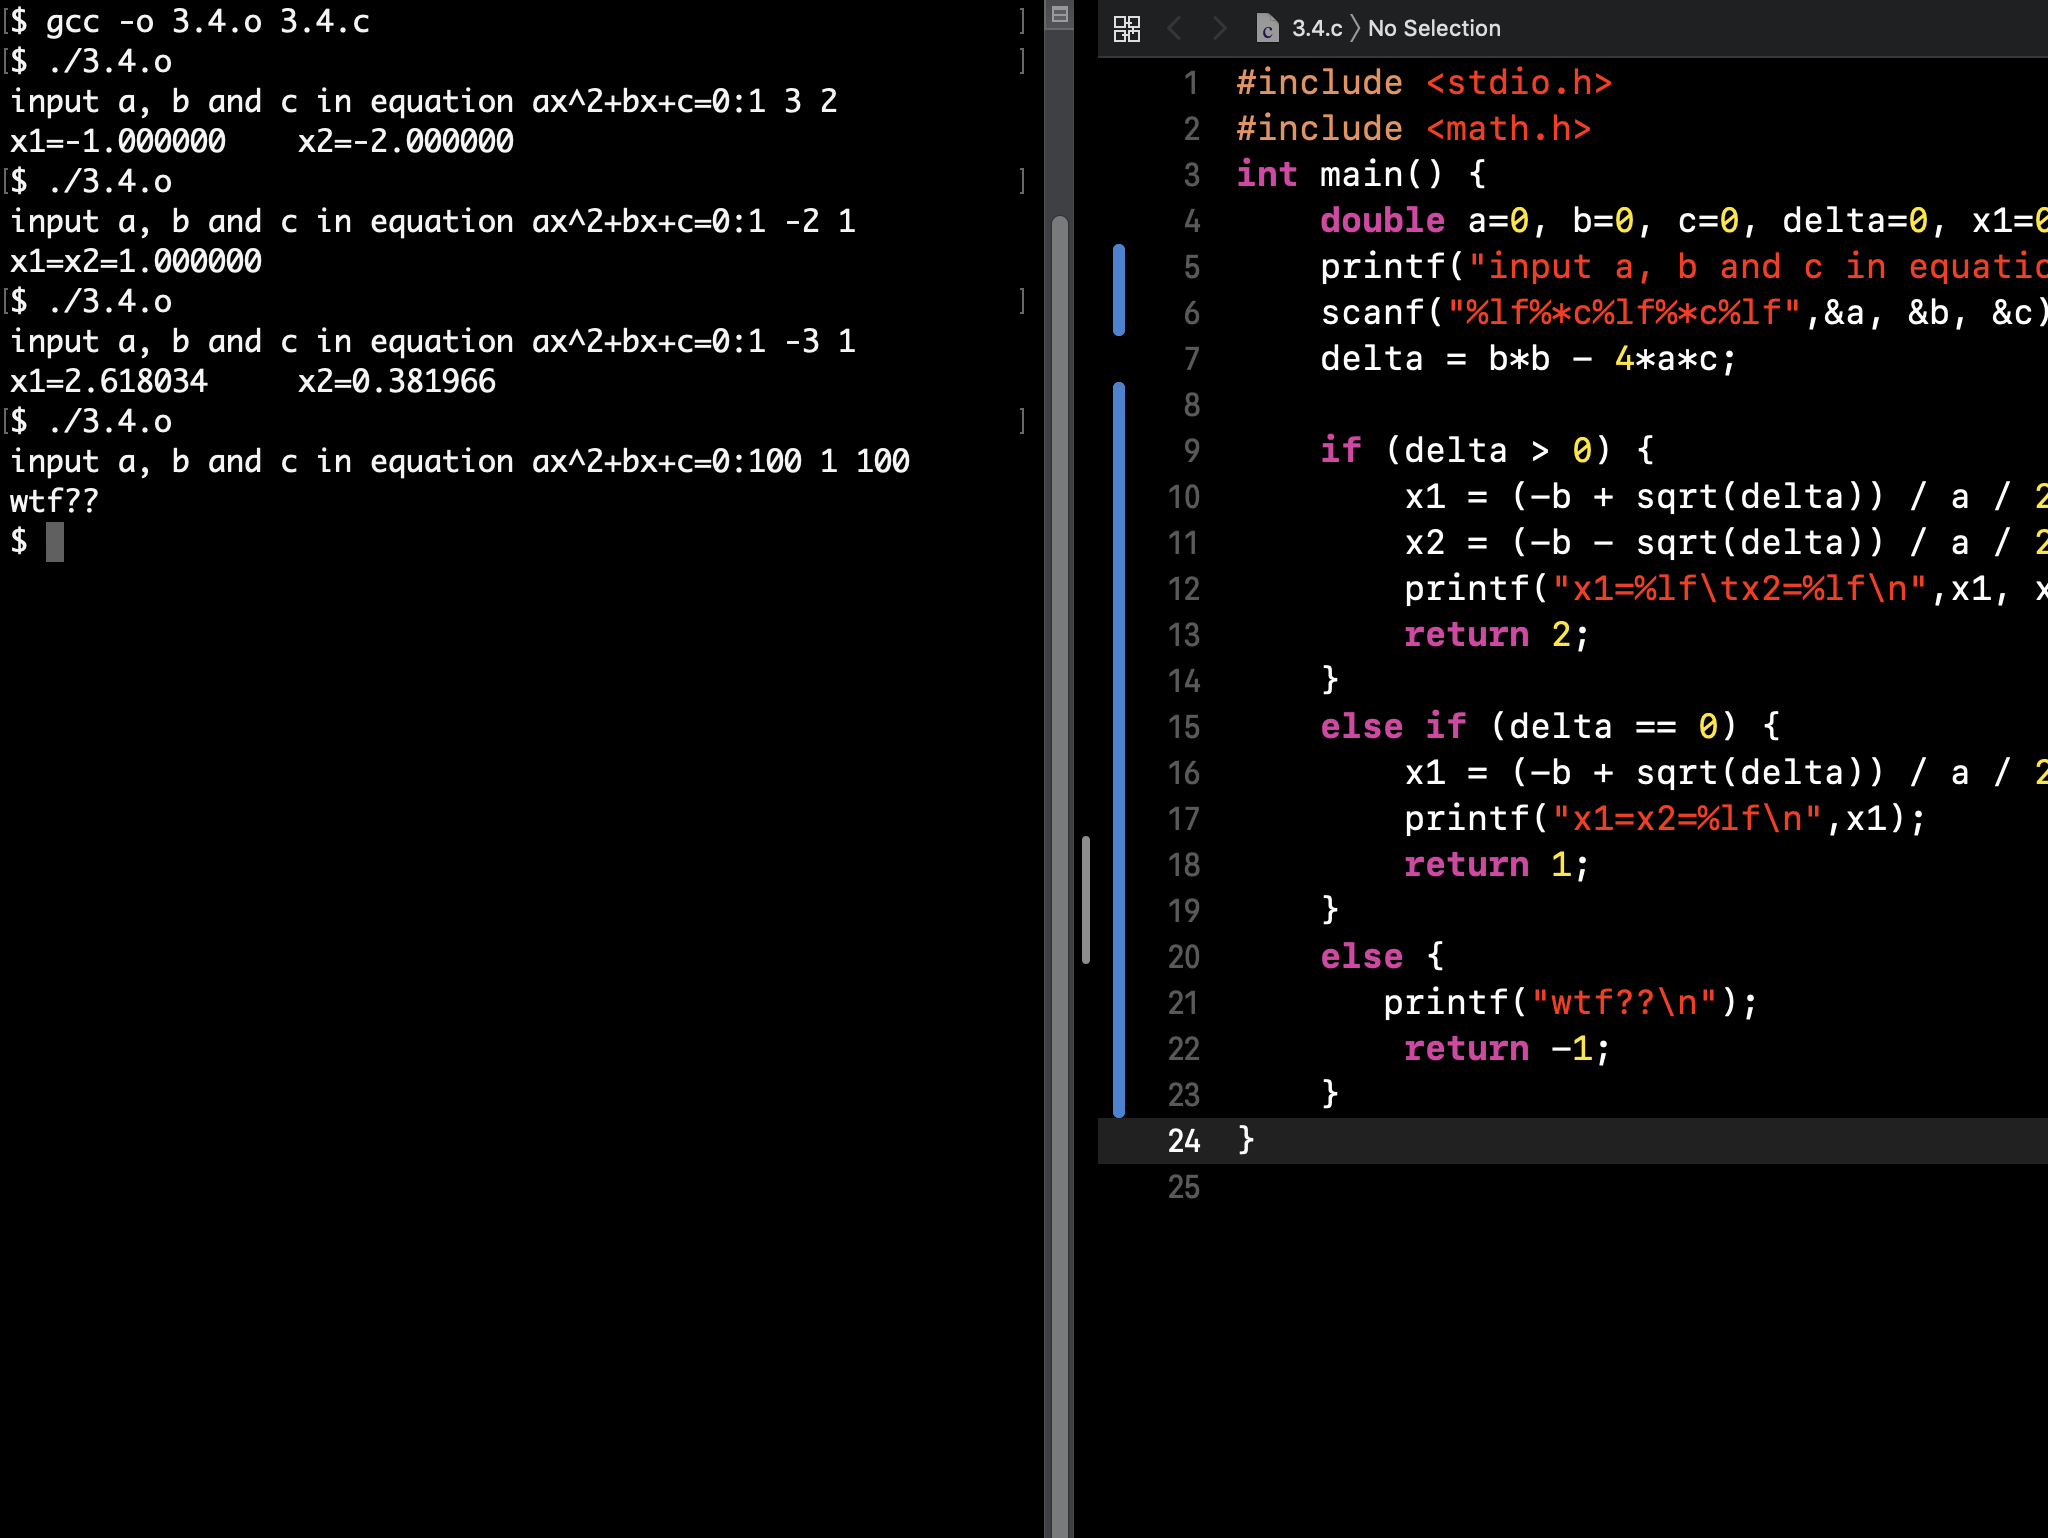 $ gcc -o 3.4.o 3.4.c
$ ./3.4.o
input a, b and c in equation ax^2+bx+c=0:1 3 2
x1=-1.000000    x2=-2.000000
$ ./3.4.o
input a, b and c in equation ax^2+bx+c=0:1 -2 1
x1=x2=1.000000
$ ./3.4.o
input a, b and c in equation ax^2+bx+c=0:1 -3 1
x1=2.618034     x2=0.381966
$ ./3.4.o
input a, b and c in equation ax^2+bx+c=0:100 1 100
wtf??
$
c 3.4.c 〉 No Selection
1 #include <stdio.h>
2 #include <math.h>
3 int main() {
4     double a=0, b=0, c=0, delta=0, x1=0
5     printf("input a, b and c in equatio
6     scanf("%lf%*c%lf%*c%lf",&a, &b, &c)
7     delta = b*b - 4*a*c;
8
9     if (delta > 0) {
10         x1 = (-b + sqrt(delta)) / a / 2
11         x2 = (-b - sqrt(delta)) / a / 2
12         printf("x1=%lf\tx2=%lf\n",x1, x
13         return 2;
14     }
15     else if (delta == 0) {
16         x1 = (-b + sqrt(delta)) / a / 2
17         printf("x1=x2=%lf\n",x1);
18         return 1;
19     }
20     else {
21        printf("wtf??\n");
22         return -1;
23     }
24 }
25